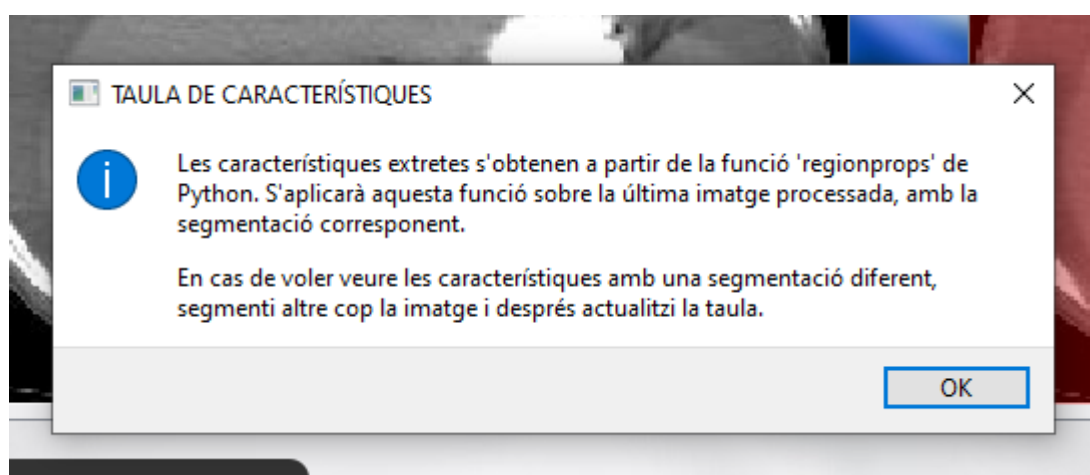 TAULA DE CARACTERÍSTIQUES
Les característiques extretes s'obtenen a partir de la funció 'regionprops' de
Python. S'aplicarà aquesta funció sobre la última imatge processada, amb la
segmentació corresponent.
En cas de voler veure les característiques amb una segmentació diferent,
segmenti altre cop la imatge i després actualitzi la taula.
OK